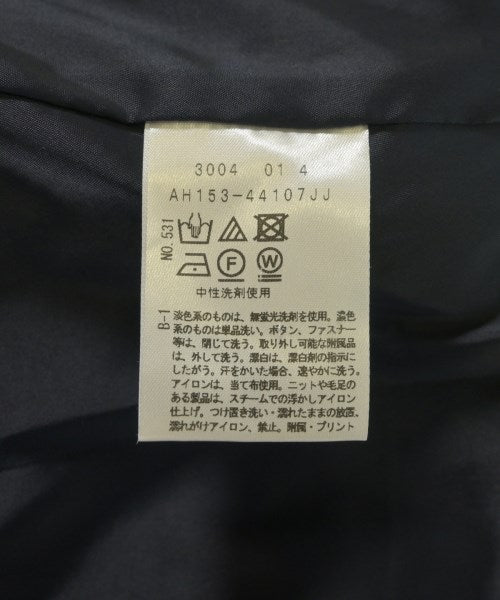 3004 01 4
AH153-44107JJ
NO.531
F W
中性洗剤使用
B-1
淡色系のものは、無蛍光洗剤を使用。濃色
系のものは単品洗い。ボタン、ファスナー
等は、閉じて洗う。取り外し可能な附属品
は、外して洗う。漂白は、漂白剤の指示に
したがう。汗をかいた場合、速やかに洗う。
アイロンは、当て布使用。ニットや毛足の
ある製品は、スチームでの浮かしアイロン
仕上げ。つけ置き洗い・濡れたままの放置、
濡れがけアイロン、禁止。附属・プリント